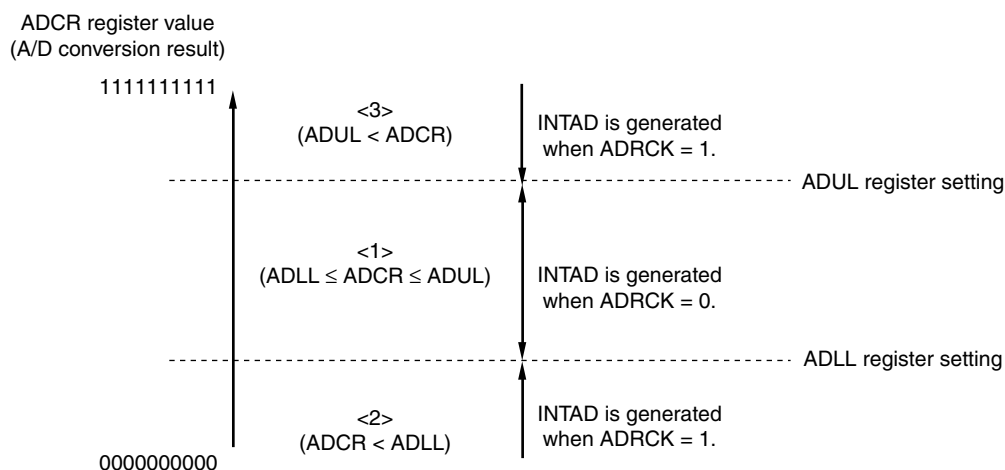 ADCR register value
(A/D conversion result)
1111111111
<3>
(ADUL < ADCR)
INTAD is generated
when ADRCK = 1.
ADUL register setting
<1>
(ADLL ≤ ADCR ≤ ADUL)
INTAD is generated
when ADRCK = 0.
ADLL register setting
<2>
(ADCR < ADLL)
INTAD is generated
when ADRCK = 1.
0000000000